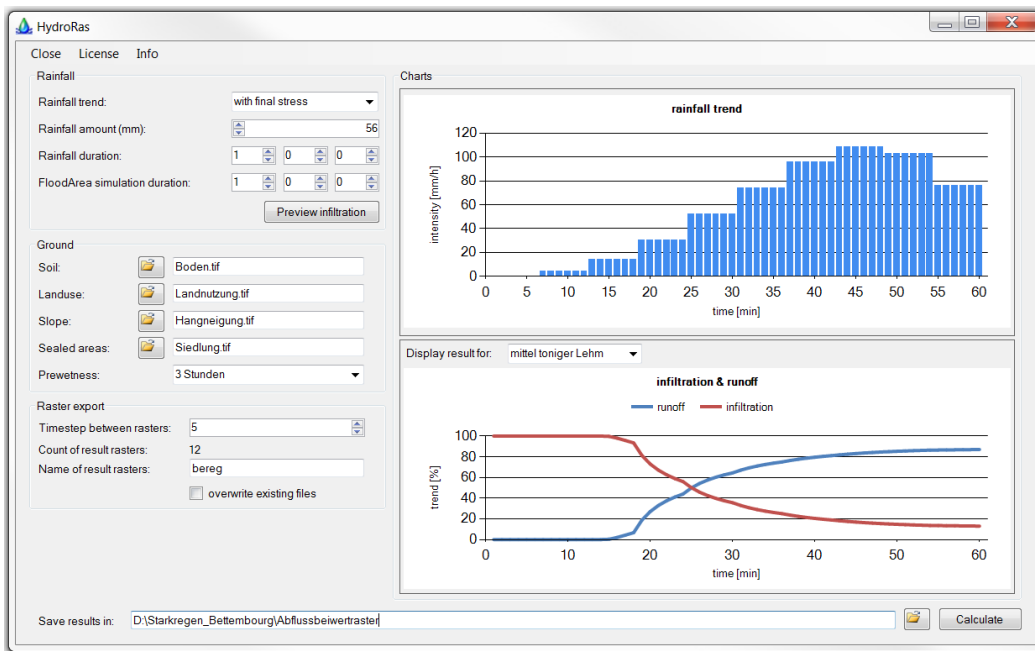 HydroRas
Close License Info
Rainfall
Rainfall trend: with final stress
Rainfall amount (mm): 56
Rainfall duration: 1 0 0
FloodArea simulation duration: 1 0 0
Preview infiltration
Ground
Soil: Boden.tif
Landuse: Landnutzung.tif
Slope: Hangneigung.tif
Sealed areas: Siedlung.tif
Prewetness: 3 Stunden
Raster export
Timestep between rasters: 5
Count of result rasters: 12
Name of result rasters: bereg
overwrite existing files
Charts
rainfall trend
intensity [mm/h]
120
100
80
60
40
20
0
0 5 10 15 20 25 30 35 40 45 50 55 60
time [min]
Display result for: mittel toniger Lehm
infiltration & runoff
runoff infiltration
trend [%]
100
80
60
40
20
0
0 10 20 30 40 50 60
time [min]
Save results in: D:\Starkregen_Bettembourg\Abflussbeiwertraster
Calculate